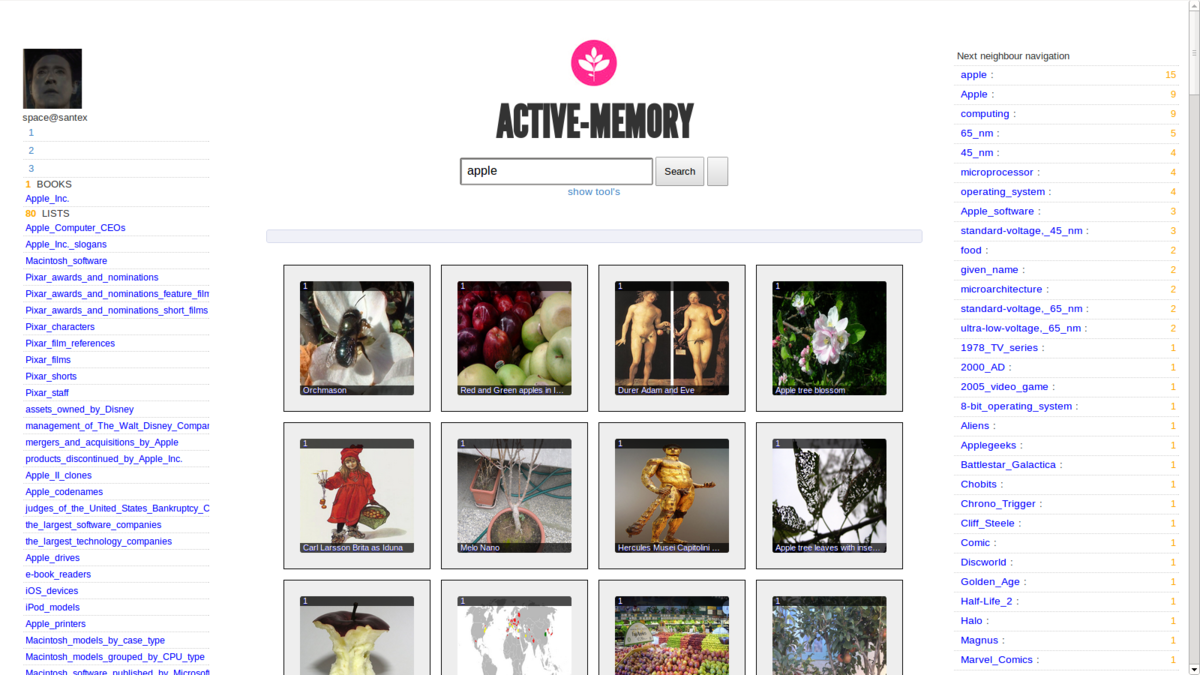 space@santex
1
2
3
1 BOOKS
Apple_Inc.
80 LISTS
Apple_Computer_CEOs
Apple_Inc._slogans
Macintosh_software
Pixar_awards_and_nominations
Pixar_awards_and_nominations_feature_film
Pixar_awards_and_nominations_short_films
Pixar_characters
Pixar_film_references
Pixar_films
Pixar_shorts
Pixar_staff
assets_owned_by_Disney
management_of_The_Walt_Disney_Compan
mergers_and_acquisitions_by_Apple
products_discontinued_by_Apple_Inc.
Apple_II_clones
Apple_codenames
judges_of_the_United_States_Bankruptcy_C
the_largest_software_companies
the_largest_technology_companies
Apple_drives
e-book_readers
iOS_devices
iPod_models
Apple_printers
Macintosh_models_by_case_type
Macintosh_models_grouped_by_CPU_type
Macintosh_software_published_by_Microsoft
ACTIVE-MEMORY
apple Search
show tool's
1 1 1 1
Orchmason Red and Green apples in I... Durer Adam and Eve Apple tree blossom
1 1 1 1
Carl Larsson Brita as Iduna Melo Nano Hercules Musei Capitolini ... Apple tree leaves with inse...
1 1 1 1
Next neighbour navigation
apple : 15
Apple : 9
computing : 9
65_nm : 5
45_nm : 4
microprocessor : 4
operating_system : 4
Apple_software : 3
standard-voltage,_45_nm : 3
food : 2
given_name : 2
microarchitecture : 2
standard-voltage,_65_nm : 2
ultra-low-voltage,_65_nm : 2
1978_TV_series : 1
2000_AD : 1
2005_video_game : 1
8-bit_operating_system : 1
Aliens : 1
Applegeeks : 1
Battlestar_Galactica : 1
Chobits : 1
Chrono_Trigger : 1
Cliff_Steele : 1
Comic : 1
Discworld : 1
Golden_Age : 1
Half-Life_2 : 1
Halo : 1
Magnus : 1
Marvel_Comics : 1